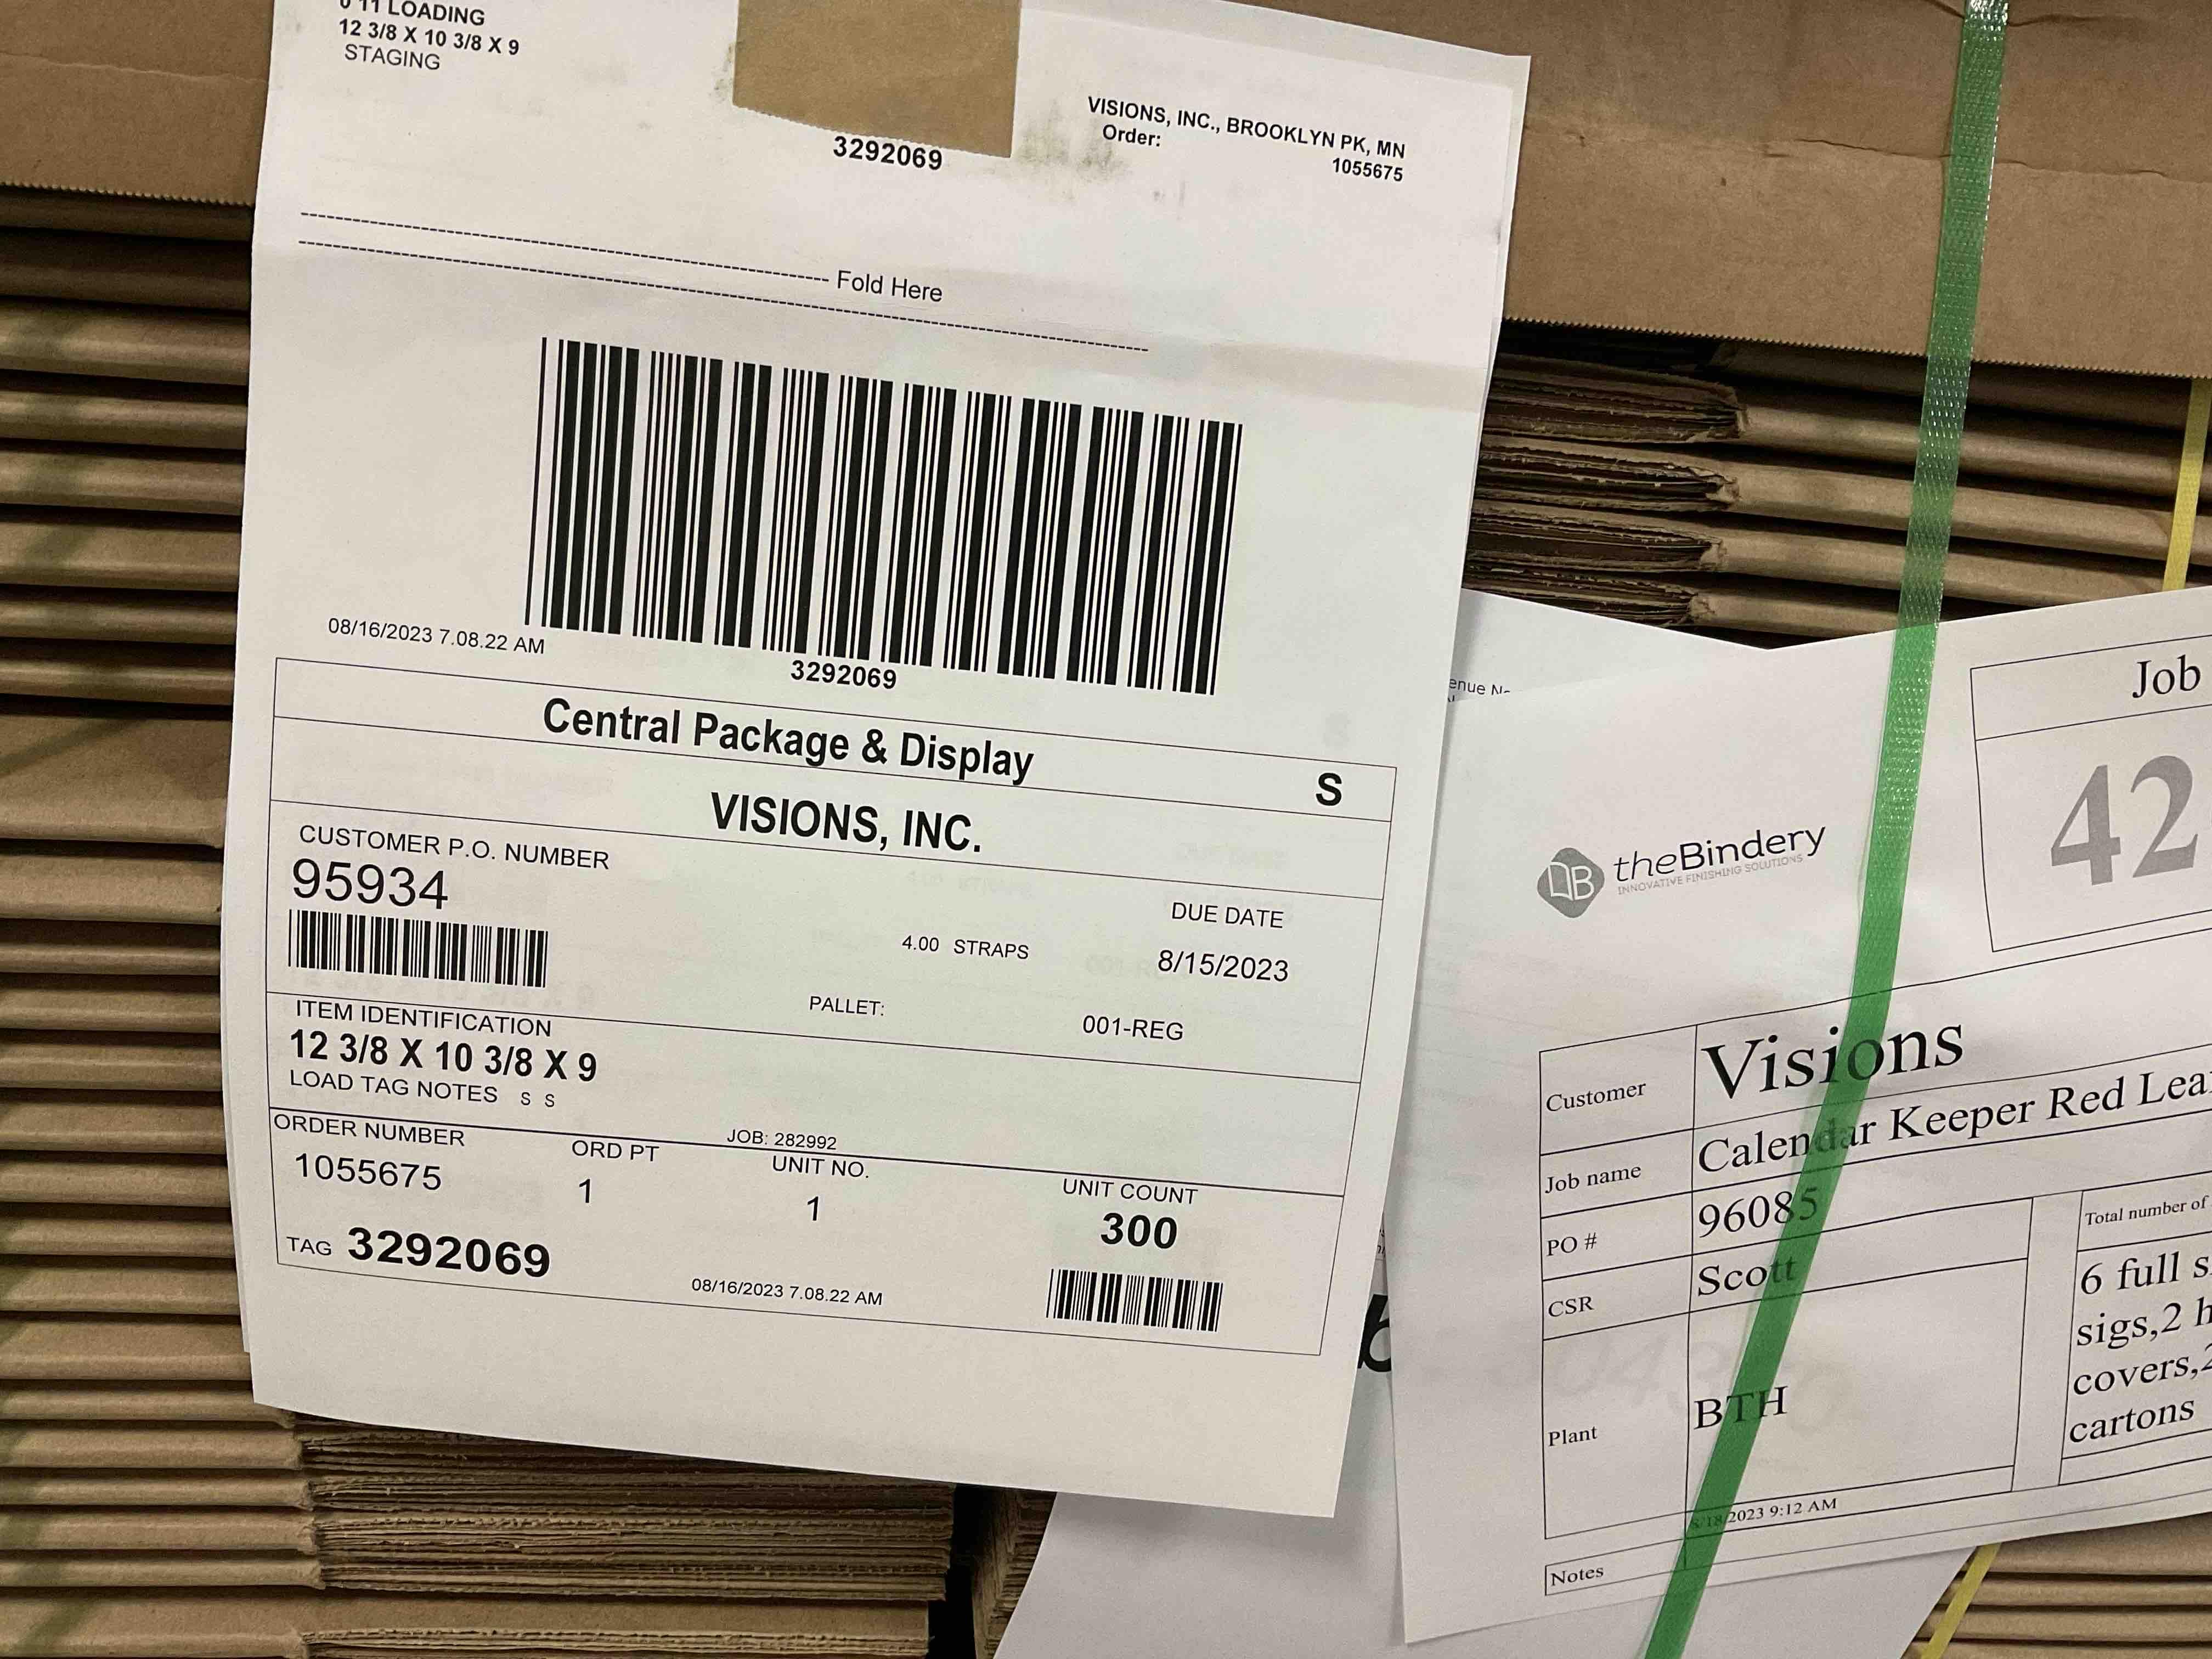 LOADING
12 3/8 X 10 3/8 X 9
STAGING
3292069
VISIONS, INC., BROOKLYN PK, MN
Order:
1055675
Fold Here
08/16/2023 7.08.22 AM
3292069
Central Package & Display
S
VISIONS, INC.
CUSTOMER P.O. NUMBER
95934
4.00 STRAPS
DUE DATE
8/15/2023
PALLET:
001-REG
ITEM IDENTIFICATION
12 3/8 X 10 3/8 X 9
LOAD TAG NOTES S S
JOB: 282992
ORDER NUMBER
ORD PT
UNIT NO.
UNIT COUNT
1055675
1
1
300
TAG 3292069
08/16/2023 7.08.22 AM
Job
42
theBindery
INNOVATIVE FINISHING SOLUTIONS
Customer
Visions
Job name
Calendar Keeper Red
PO #
96085
CSR
Scott
Plant
BTH
Total number of
6 full
sigs,2
covers,
cartons
8/18/2023 9:12 AM
Notes